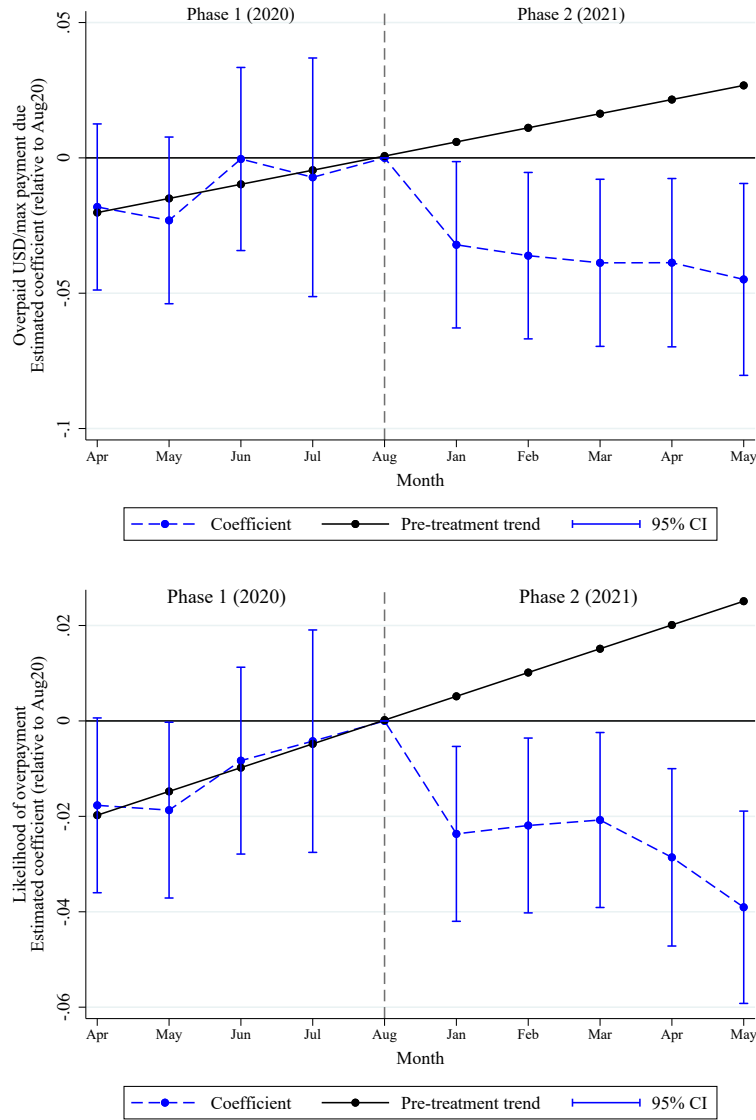 Phase 1 (2020)
Phase 2 (2021)
Overpaid USD/max payment due
Estimated coefficient (relative to Aug20)
.05
0
-.05
-.1
Apr May Jun Jul Aug Jan Feb Mar Apr May
Month
Coefficient Pre-treatment trend 95% CI
Phase 1 (2020)
Phase 2 (2021)
Likelihood of overpayment
Estimated coefficient (relative to Aug20)
.02
0
-.02
-.04
-.06
Apr May Jun Jul Aug Jan Feb Mar Apr May
Month
Coefficient Pre-treatment trend 95% CI